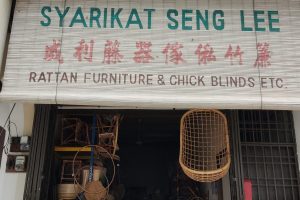 SYARIKAT SENG LEE
成利藤器傢俬竹簾
RATTAN FURNITURE & CHICK BLINDS ETC.